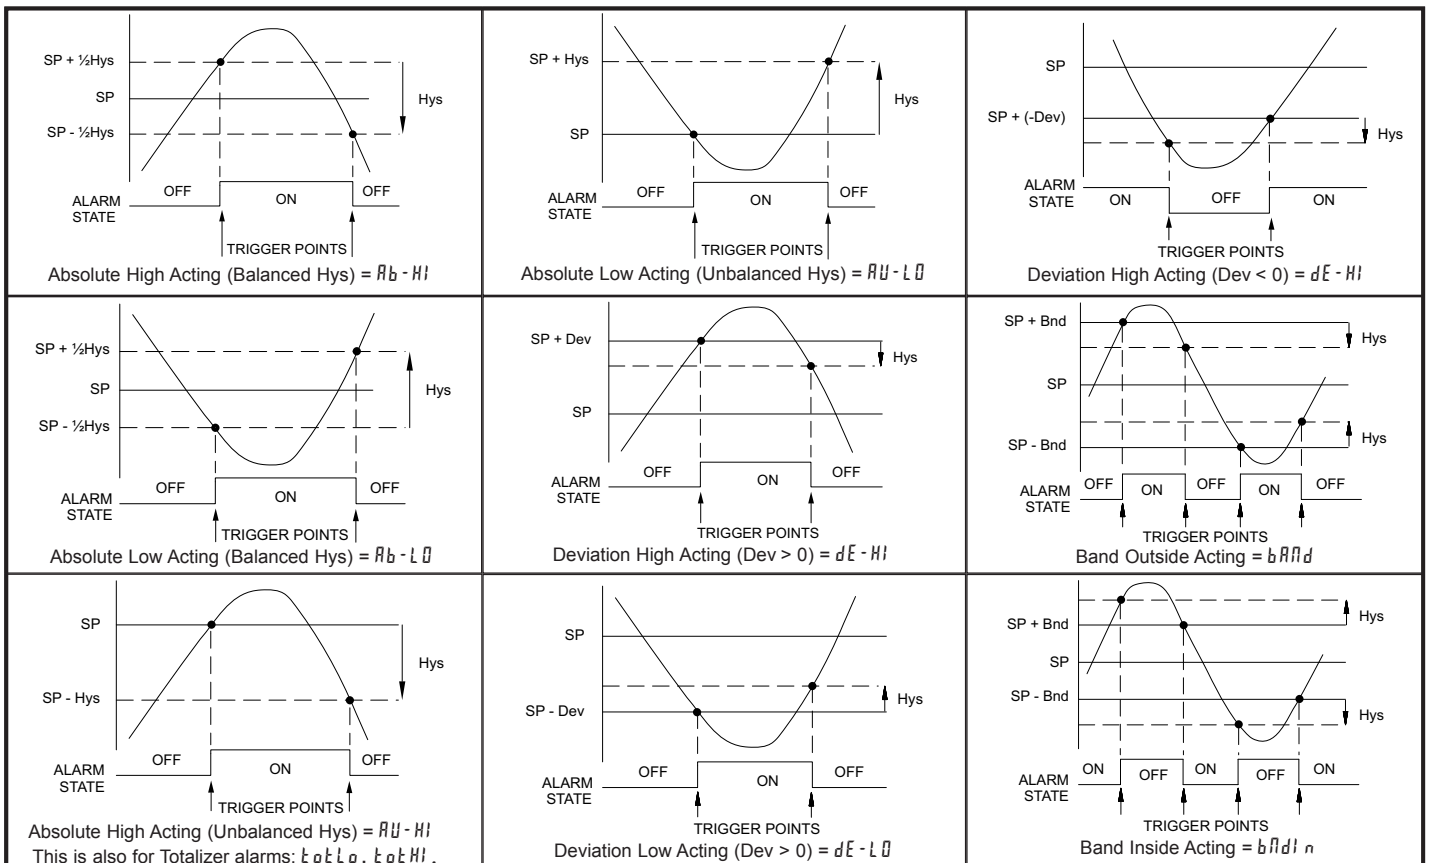 SP + ½Hys
SP
SP - ½Hys
Hys
OFF
ON
OFF
ALARM
STATE
TRIGGER POINTS
Absolute High Acting (Balanced Hys) = Ab-HI
SP + Hys
SP
Hys
OFF
ON
OFF
ALARM
STATE
TRIGGER POINTS
Absolute Low Acting (Unbalanced Hys) = AU-LO
SP
SP + (-Dev)
Hys
ALARM
STATE
ON
OFF
ON
TRIGGER POINTS
Deviation High Acting (Dev < 0) = dE-HI
SP + ½Hys
SP
SP - ½Hys
Hys
OFF
ON
OFF
ALARM
STATE
TRIGGER POINTS
Absolute Low Acting (Balanced Hys) = Ab-LO
SP + Dev
Hys
SP
OFF
ON
OFF
ALARM
STATE
TRIGGER POINTS
Deviation High Acting (Dev > 0) = dE-HI
SP + Bnd
Hys
SP
SP - Bnd
Hys
OFF
ON
OFF
ON
OFF
ALARM
STATE
TRIGGER POINTS
Band Outside Acting = bANd
SP
Hys
SP - Hys
OFF
ON
OFF
ALARM
STATE
TRIGGER POINTS
Absolute High Acting (Unbalanced Hys) = AU-HI
This is also for Totalizer alarms: totLo, totHI.
SP
Hys
SP - Dev
OFF
ON
OFF
ALARM
STATE
TRIGGER POINTS
Deviation Low Acting (Dev > 0) = dE-LO
SP + Bnd
Hys
SP
SP - Bnd
Hys
ON
OFF
ON
OFF
ON
ALARM
STATE
TRIGGER POINTS
Band Inside Acting = bNdIn